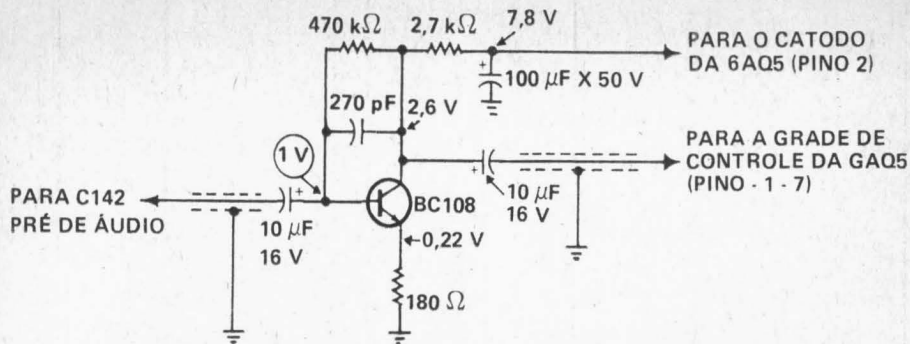 470 kΩ
2,7 kΩ
7,8 V
PARA O CATODO
DA 6AQ5 (PINO 2)
+
100 μF X 50 V
270 pF
2,6 V
1 V
PARA A GRADE DE
CONTROLE DA GAQ5
(PINO - 1 - 7)
+
10 μF
16 V
PARA C142
PRÉ DE ÁUDIO
+
10 μF
16 V
BC108
0,22 V
180 Ω